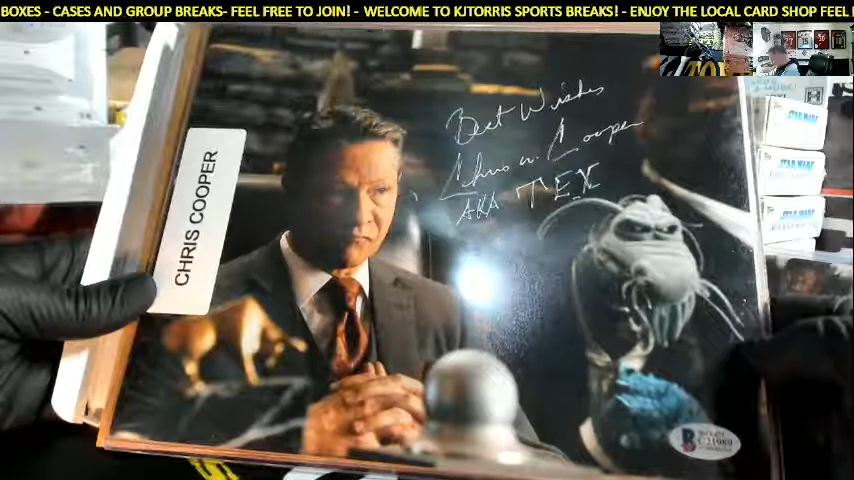 BOXES - CASES AND GROUP BREAKS- FEEL FREE TO JOIN! - WELCOME TO KJTORRIS SPORTS BREAKS! - ENJOY THE LOCAL CARD SHOP FEEL
Best Wishes
Chris W. Cooper
AKA TEX
CHRIS COOPER
STAR WARS
STAR WARS
STAR WARS